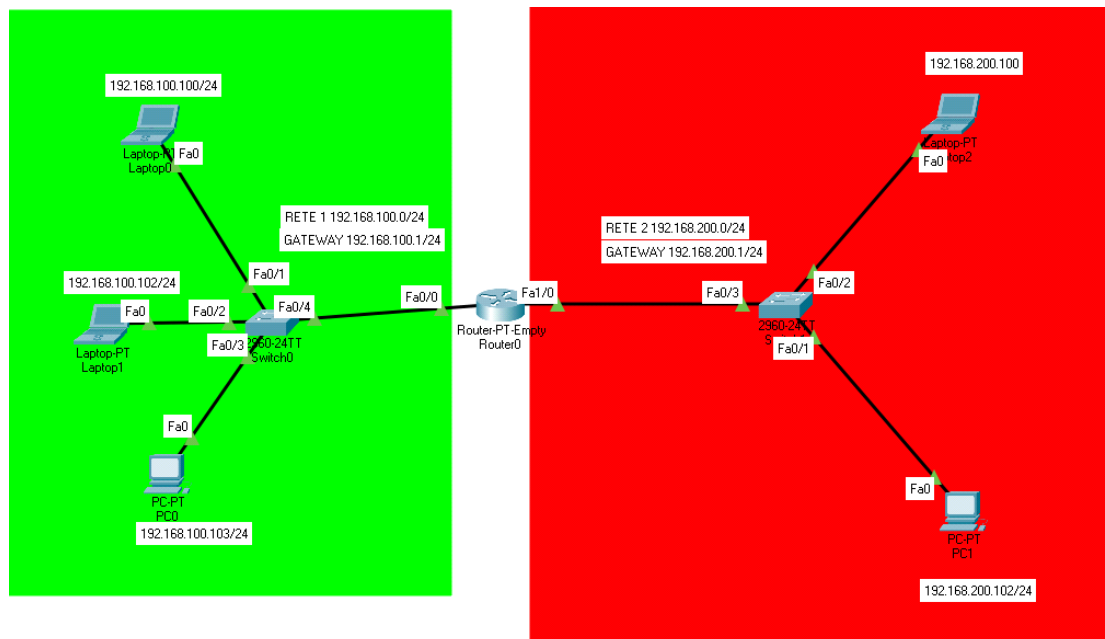 192.168.100.100/24
Laptop-PT
Laptop0
Fa0
RETE 1 192.168.100.0/24
GATEWAY 192.168.100.1/24
Fa0/1
192.168.100.102/24
Fa0
Fa0/2
Fa0/4
Fa0/3
Laptop-PT
Laptop1
2960-24TT
Switch0
Fa0
PC-PT
PC0
192.168.100.103/24
Fa0/0
Fa1/0
Router-PT-Empty
Router0
192.168.200.100
Laptop-PT
Fa0
RETE 2 192.168.200.0/24
GATEWAY 192.168.200.1/24
Fa0/3
Fa0/2
2960-24TT
Fa0/1
Fa0
PC-PT
PC1
192.168.200.102/24